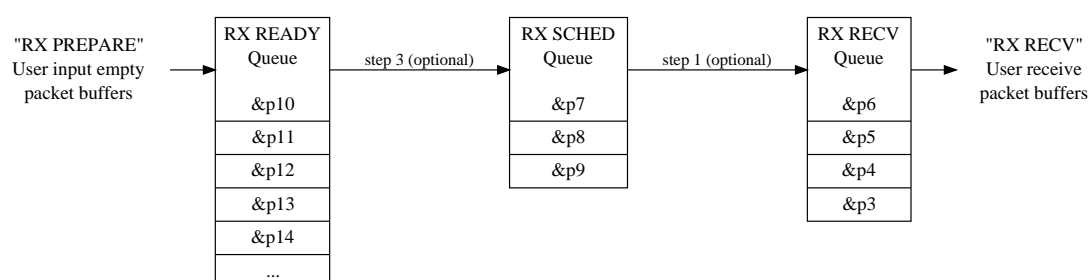 "RX PREPARE"
User input empty
packet buffers
RX READY
Queue
&p10
&p11
&p12
&p13
&p14
...
step 3 (optional)
RX SCHED
Queue
&p7
&p8
&p9
step 1 (optional)
RX RECV
Queue
&p6
&p5
&p4
&p3
"RX RECV"
User receive
packet buffers